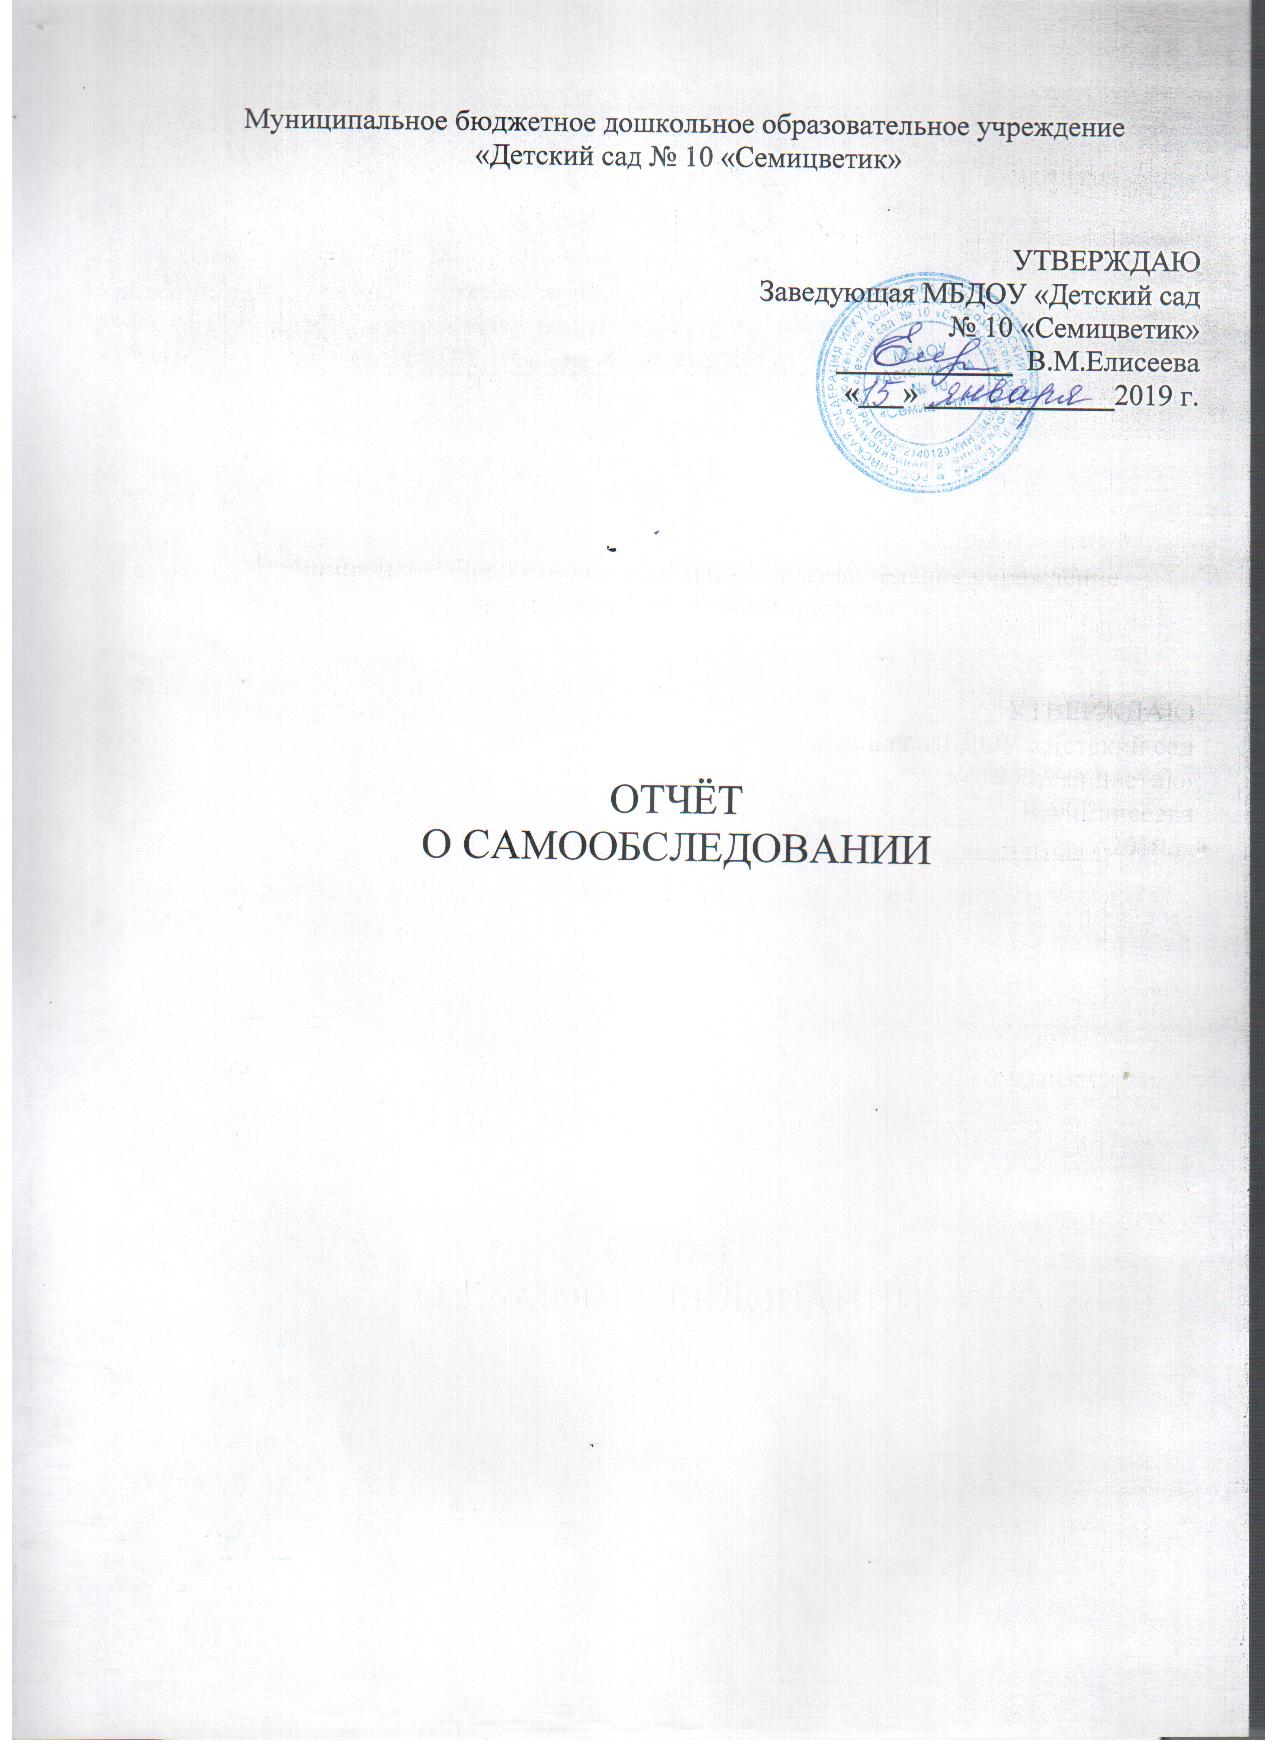 Муниципальное бюджетное дошкольное образовательное учреждение
«Детский сад № 10 «Семицветик»
УТВЕРЖДАЮ
Заведующая МБДОУ «Детский сад
№ 10 «Семицветик»
В.М.Елисеева
«15» января 2019 г.
ОТЧЁТ
О САМООБСЛЕДОВАНИИ